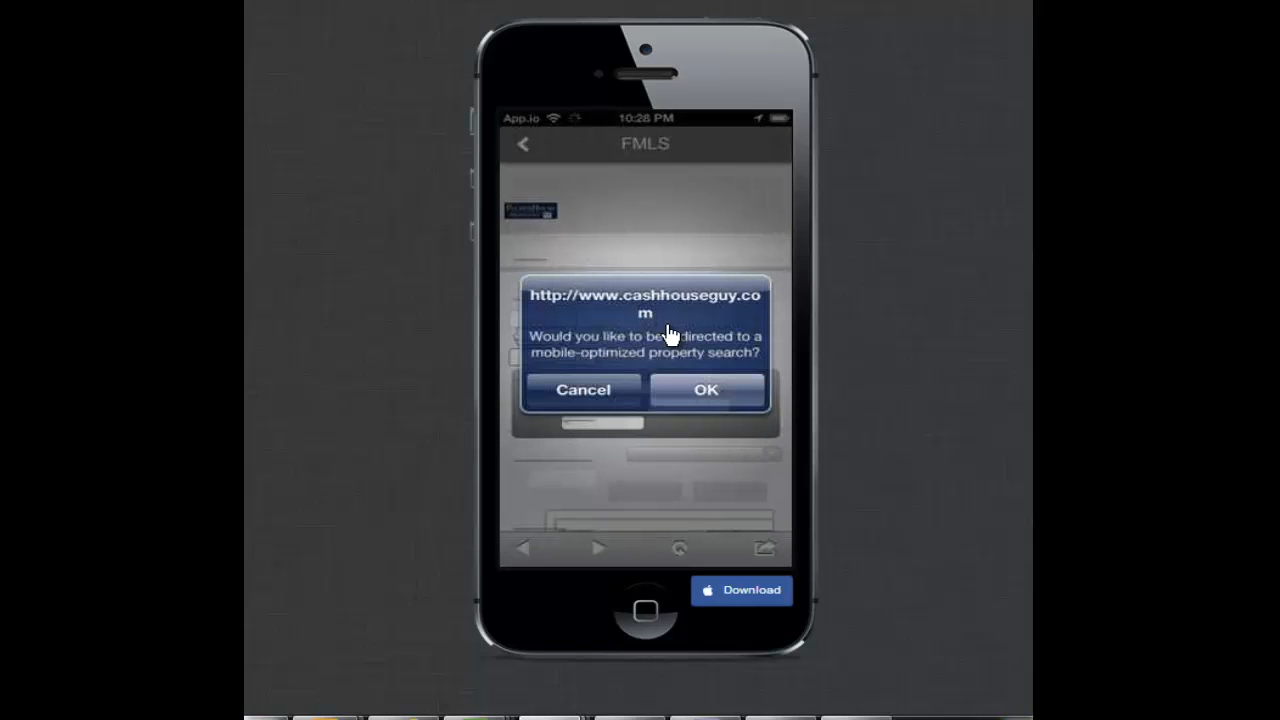 App.io 10:28 PM
FMLS
http://www.cashhouseguy.co
m
Would you like to be directed to a
mobile-optimized property search?
Cancel OK
Download